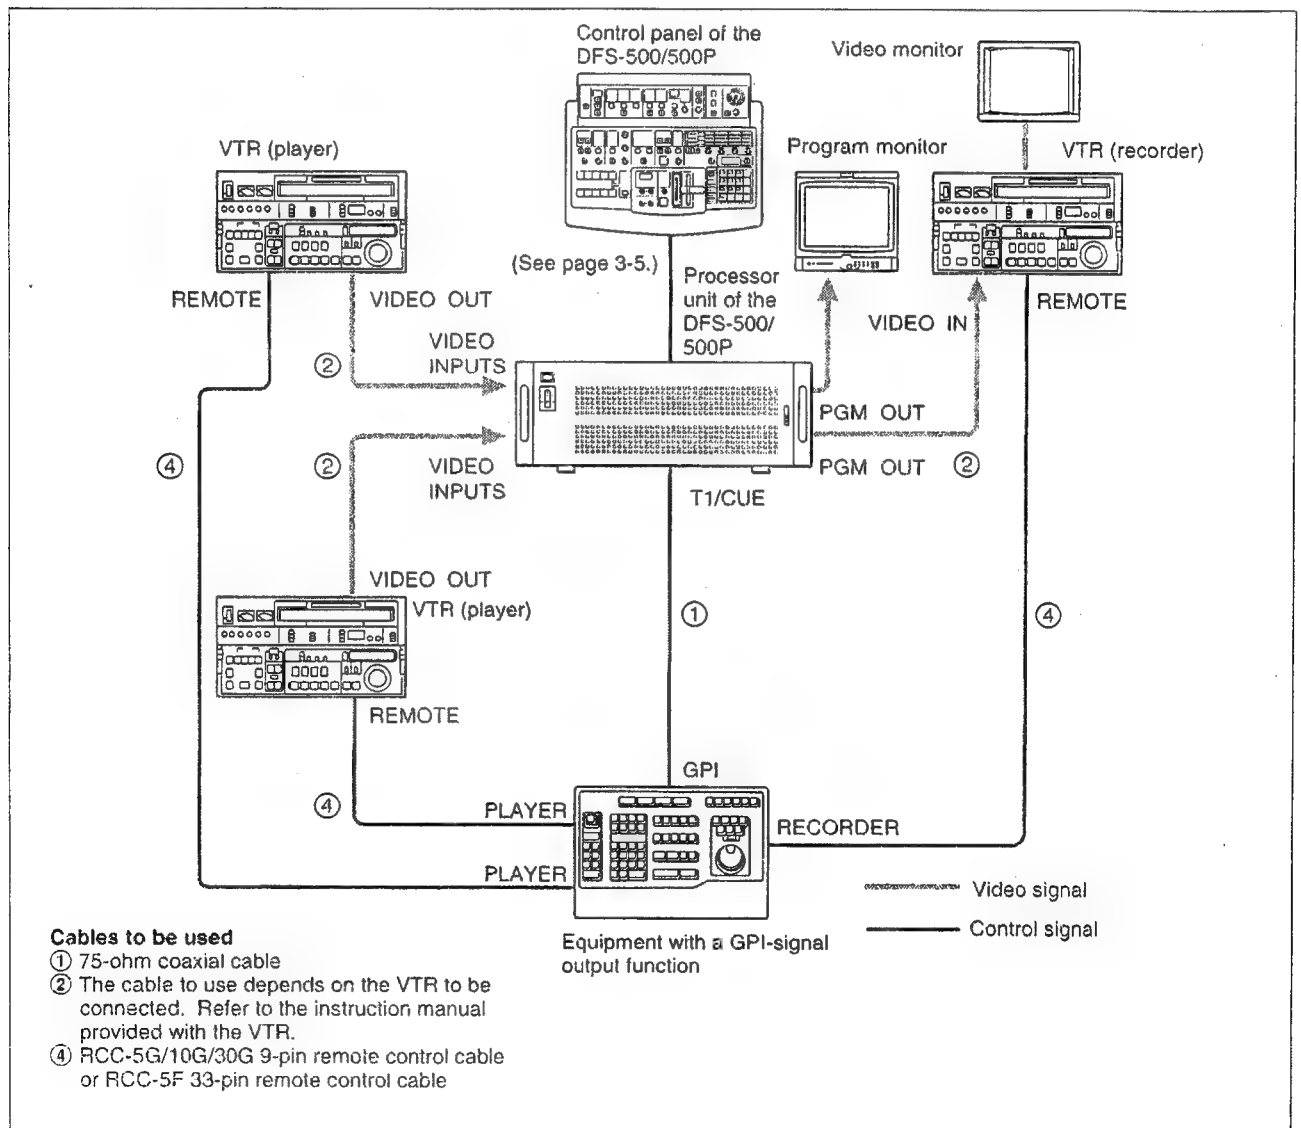 Control panel of the
DFS-500/500P
Video monitor
VTR (player)
Program monitor
VTR (recorder)
(See page 3-5.)
Processor
unit of the
DFS-500/
500P
REMOTE
VIDEO OUT
VIDEO IN
REMOTE
②
VIDEO
INPUTS
PGM OUT
④
②
VIDEO
INPUTS
PGM OUT
②
T1/CUE
VIDEO OUT
VTR (player)
①
④
REMOTE
GPI
④
PLAYER
RECORDER
PLAYER
Video signal
Control signal
Equipment with a GPI-signal
output function
Cables to be used
① 75-ohm coaxial cable
② The cable to use depends on the VTR to be
connected. Refer to the instruction manual
provided with the VTR.
④ RCC-5G/10G/30G 9-pin remote control cable
or RCC-5F 33-pin remote control cable